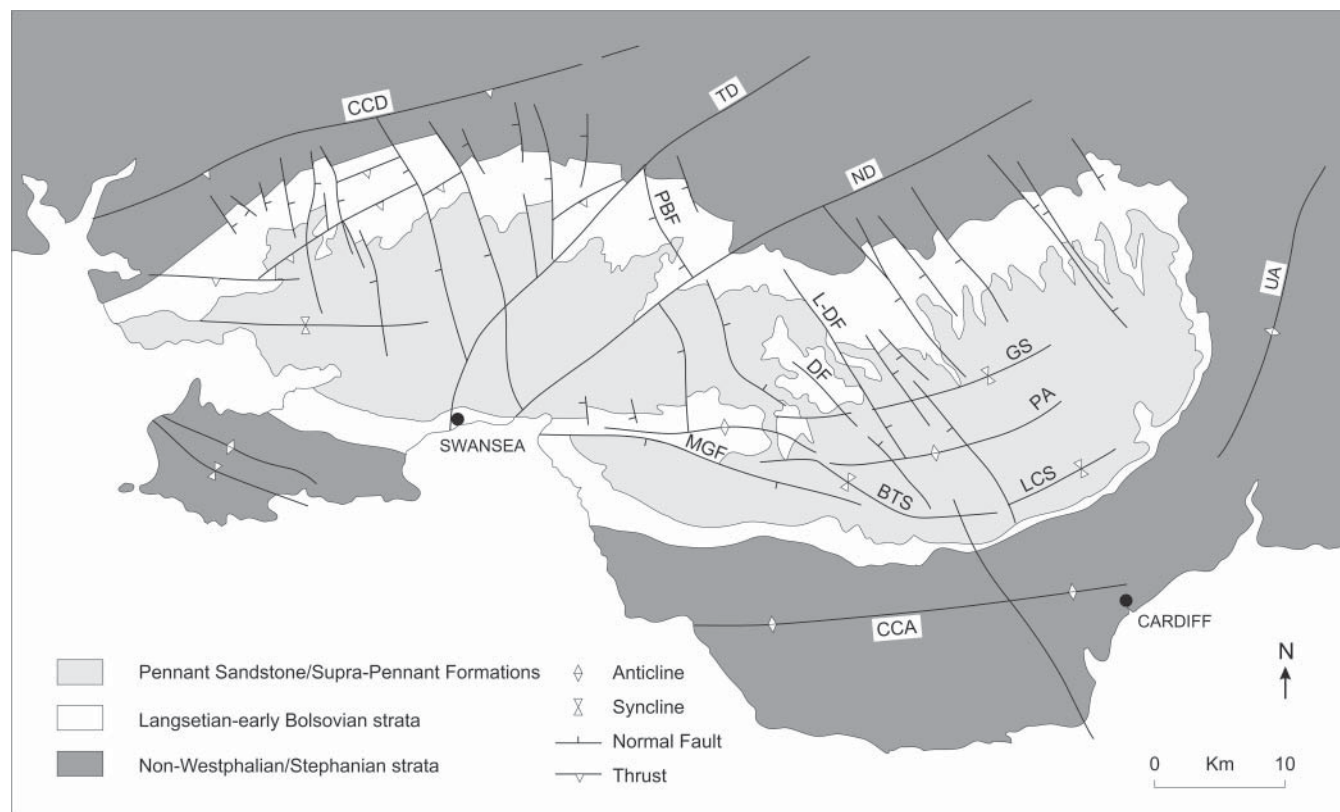 CCD
TD
ND
PBF
UA
L-DF
DF
GS
PA
MGF
BTS
LCS
SWANSEA
CCA
CARDIFF
Pennant Sandstone/Supra-Pennant Formations
Langsetian-early Bolsovian strata
Non-Westphalian/Stephanian strata
Anticline
Syncline
Normal Fault
Thrust
N
0 Km 10